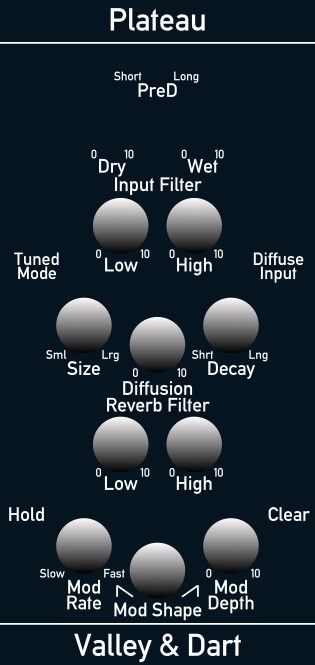 Plateau
Short Long
PreD
0 10 0 10
Dry Wet
Input Filter
0 10 0 10
Low High
Tuned Mode
Diffuse Input
Sml Lrg Shrt Lng
Size Decay
0 10
Diffusion
Reverb Filter
0 10 0 10
Low High
Hold Clear
Slow Fast 0 10
Mod Rate
Mod Shape
Mod Depth
Valley & Dart